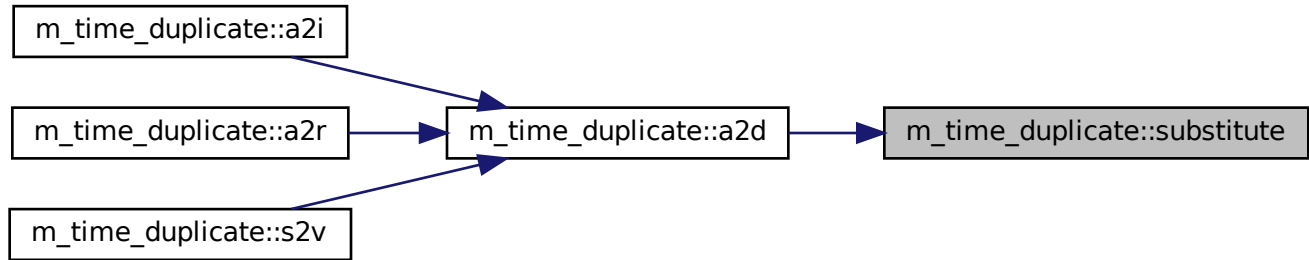 m_time_duplicate::a2i
m_time_duplicate::a2r
m_time_duplicate::a2d
m_time_duplicate::substitute
m_time_duplicate::s2v